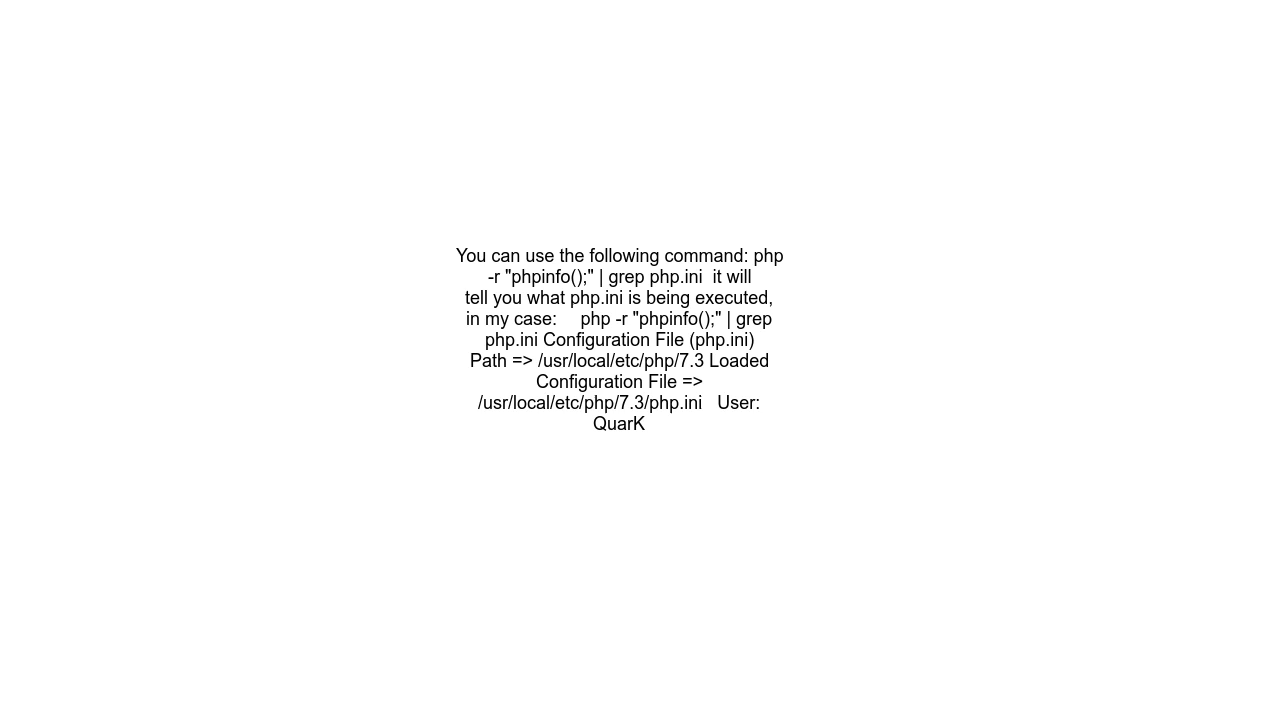 You can use the following command: php
-r "phpinfo();" | grep php.ini  it will
tell you what php.ini is being executed,
in my case:     php -r "phpinfo();" | grep
php.ini Configuration File (php.ini)
Path => /usr/local/etc/php/7.3 Loaded
Configuration File =>
/usr/local/etc/php/7.3/php.ini   User:
QuarK